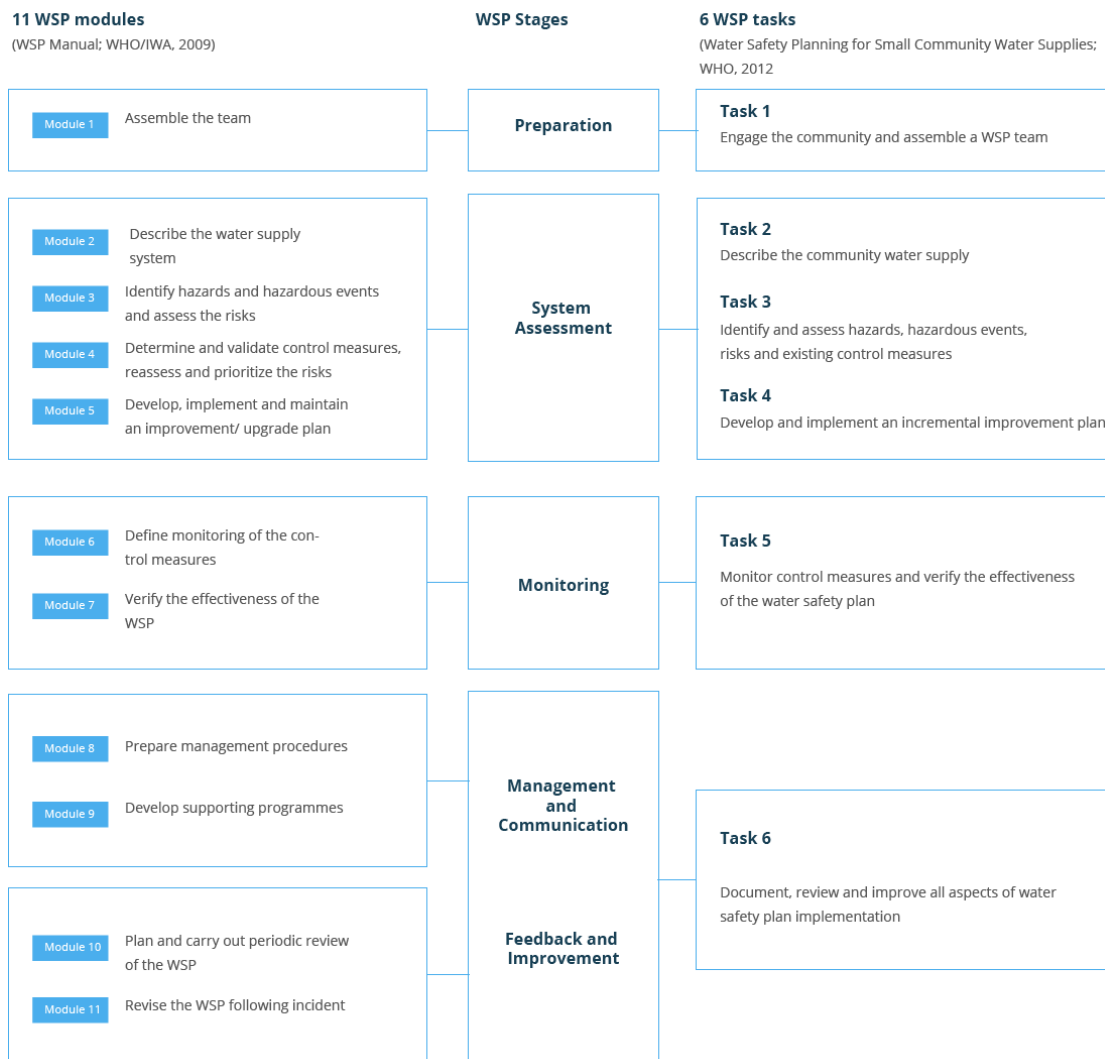 11 WSP modules
(WSP Manual; WHO/IWA, 2009)
WSP Stages
6 WSP tasks
(Water Safety Planning for Small Community Water Supplies;
WHO, 2012
Module 1
Assemble the team
Preparation
Task 1
Engage the community and assemble a WSP team
Module 2
Describe the water supply
system
Module 3
Identify hazards and hazardous events
and assess the risks
Module 4
Determine and validate control measures,
reassess and prioritize the risks
Module 5
Develop, implement and maintain
an improvement/ upgrade plan
System
Assessment
Task 2
Describe the community water supply
Task 3
Identify and assess hazards, hazardous events,
risks and existing control measures
Task 4
Develop and implement an incremental improvement plan
Module 6
Define monitoring of the con-
trol measures
Module 7
Verify the effectiveness of the
WSP
Monitoring
Task 5
Monitor control measures and verify the effectiveness
of the water safety plan
Module 8
Prepare management procedures
Module 9
Develop supporting programmes
Management
and
Communication
Module 10
Plan and carry out periodic review
of the WSP
Module 11
Revise the WSP following incident
Feedback and
Improvement
Task 6
Document, review and improve all aspects of water
safety plan implementation